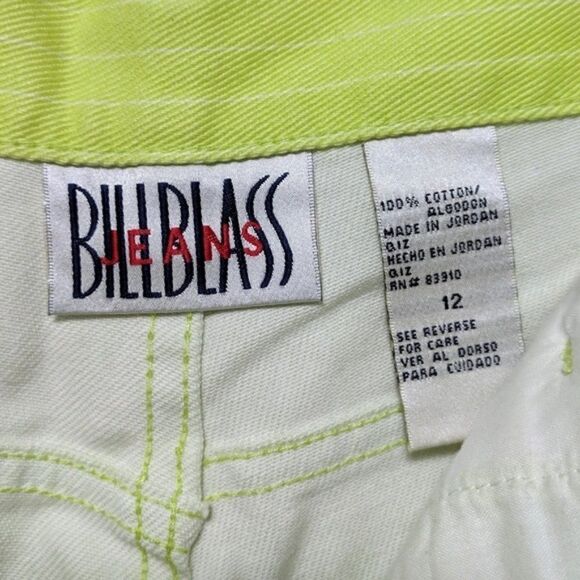 BILLBLASS
JEANS
100% COTTON/
ALGODON
MADE IN JORDAN
QIZ
HECHO EN JORDAN
QIZ
RN# 83910
12
SEE REVERSE
FOR CARE
VER AL DORSO
PARA CUIDADO